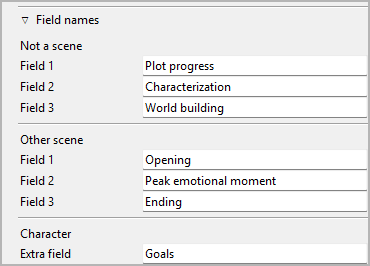 Field names
Not a scene
Field 1 Plot progress
Field 2 Characterization
Field 3 World building
Other scene
Field 1 Opening
Field 2 Peak emotional moment
Field 3 Ending
Character
Extra field Goals